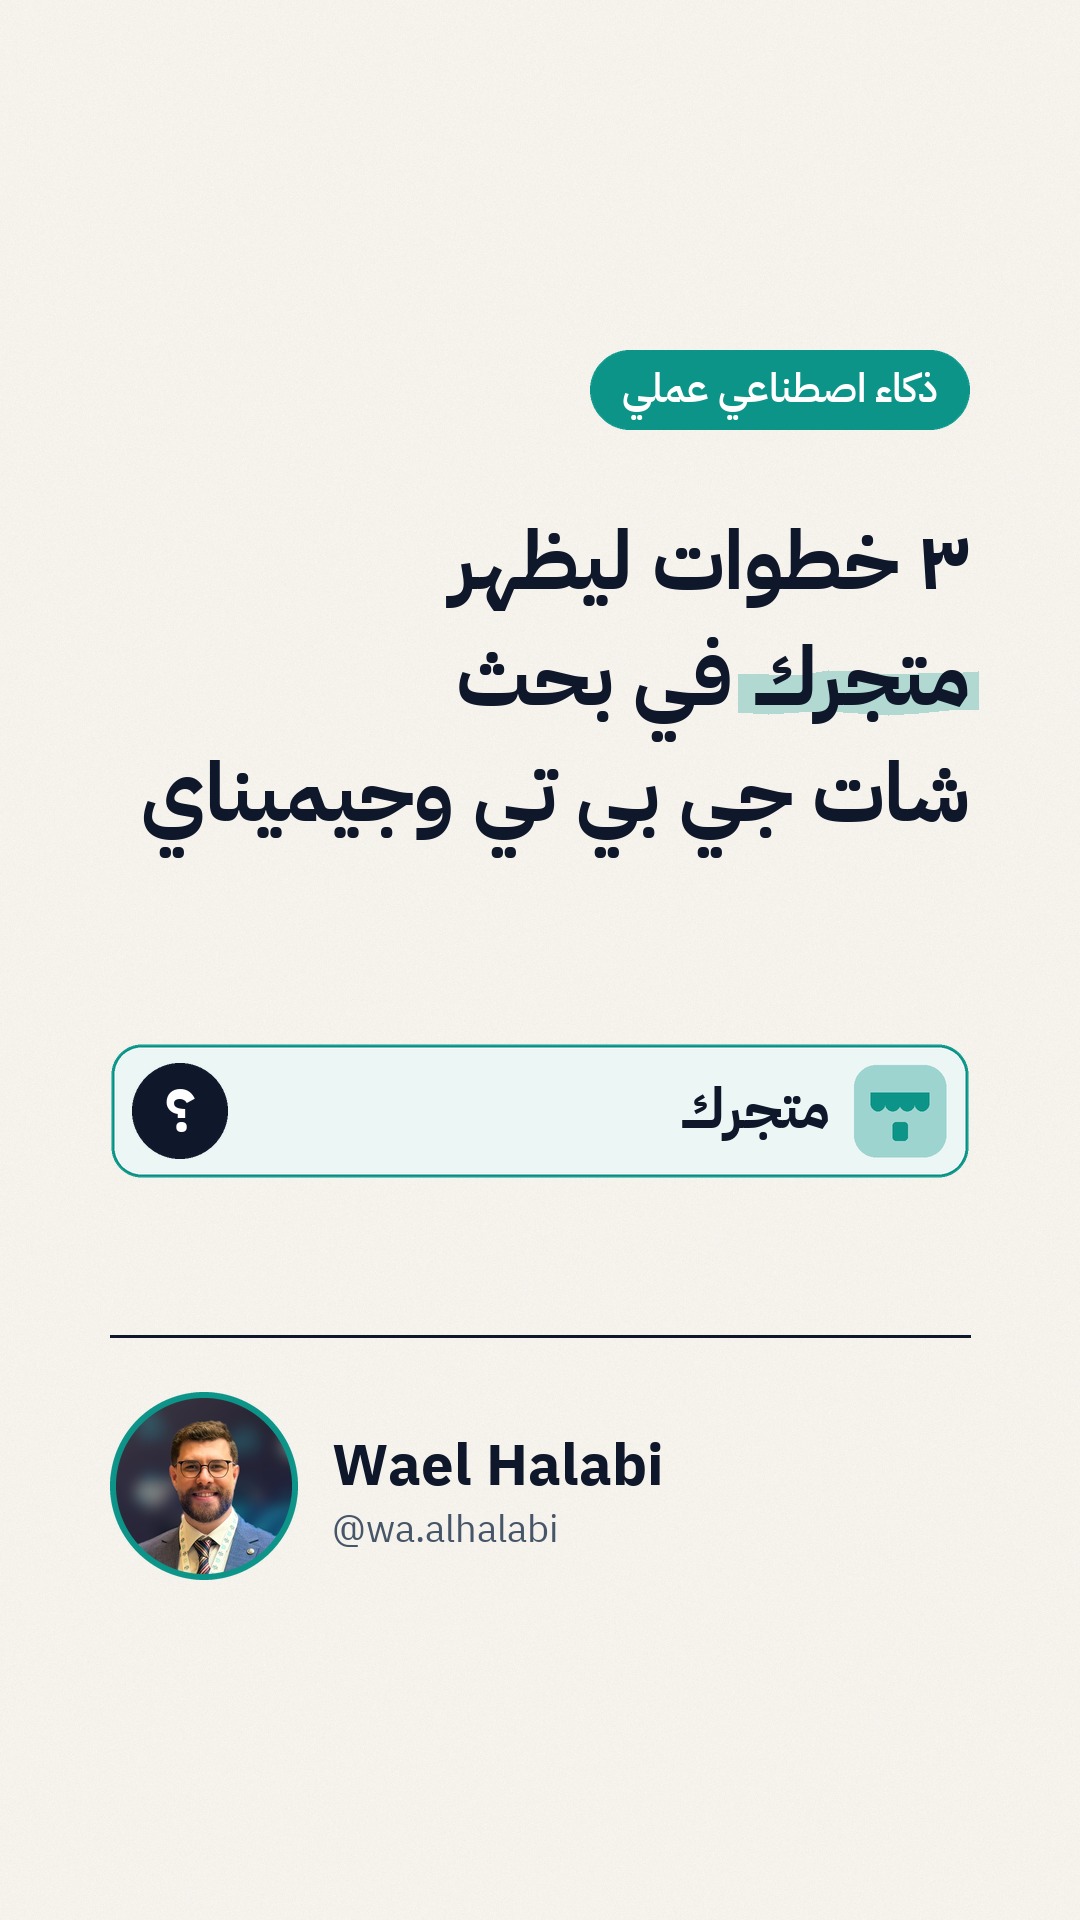 ذكاء اصطناعي عملي
٣ خطوات ليظهر
متجرك في بحث
شات جي بي تي وجيميناي
متجرك
؟
Wael Halabi
@wa.alhalabi